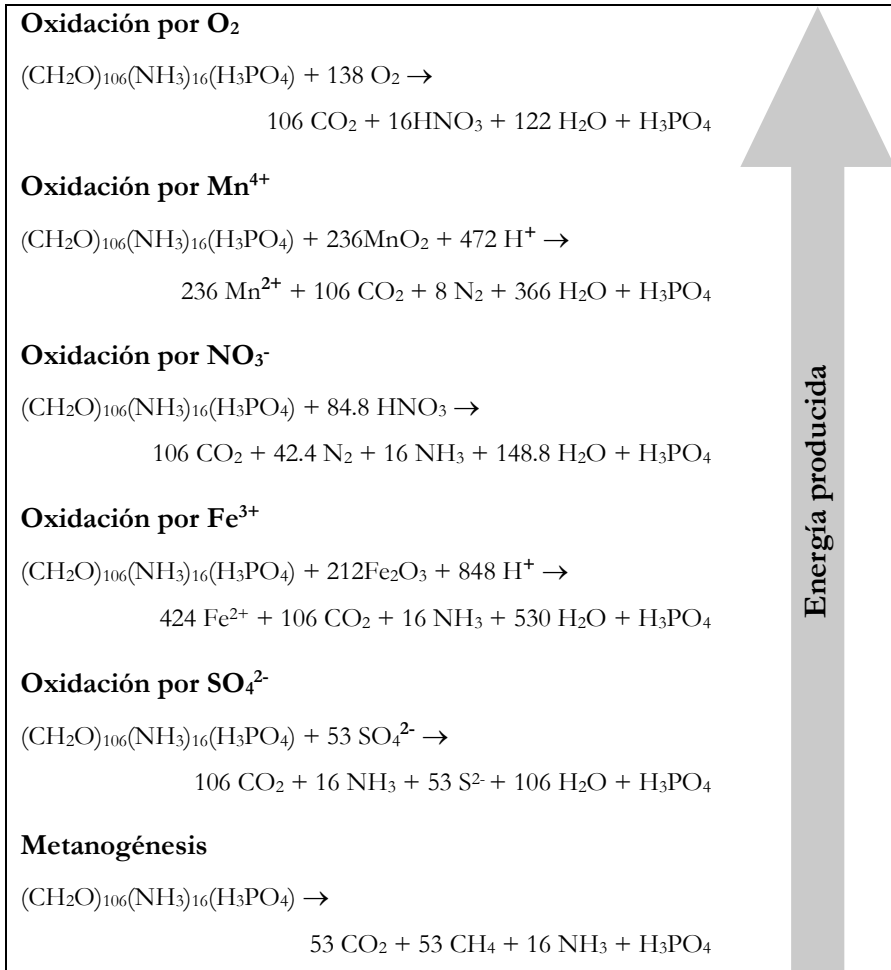 Oxidación por O₂
(CH2O)₁₀₆(NH3)₁₆(H₃PO₄) + 138 O₂ →
106 CO₂ + 16HNO₃ + 122 H₂O + H₃PO₄
Oxidación por Mn⁴⁺
(CH2O)₁₀₆(NH3)₁₆(H₃PO₄) + 236MnO₂ + 472 H⁺ →
236 Mn²⁺ + 106 CO₂ + 8 N₂ + 366 H₂O + H₃PO₄
Oxidación por NO₃⁻
(CH2O)₁₀₆(NH3)₁₆(H₃PO₄) + 84.8 HNO₃ →
106 CO₂ + 42.4 N₂ + 16 NH₃ + 148.8 H₂O + H₃PO₄
Oxidación por Fe³⁺
(CH2O)₁₀₆(NH3)₁₆(H₃PO₄) + 212Fe₂O₃ + 848 H⁺ →
424 Fe²⁺ + 106 CO₂ + 16 NH₃ + 530 H₂O + H₃PO₄
Oxidación por SO₄²⁻
(CH2O)₁₀₆(NH3)₁₆(H₃PO₄) + 53 SO₄²⁻ →
106 CO₂ + 16 NH₃ + 53 S²⁻ + 106 H₂O + H₃PO₄
Metanogénesis
(CH2O)₁₀₆(NH3)₁₆(H₃PO₄) →
53 CO₂ + 53 CH₄ + 16 NH₃ + H₃PO₄
Energía producida